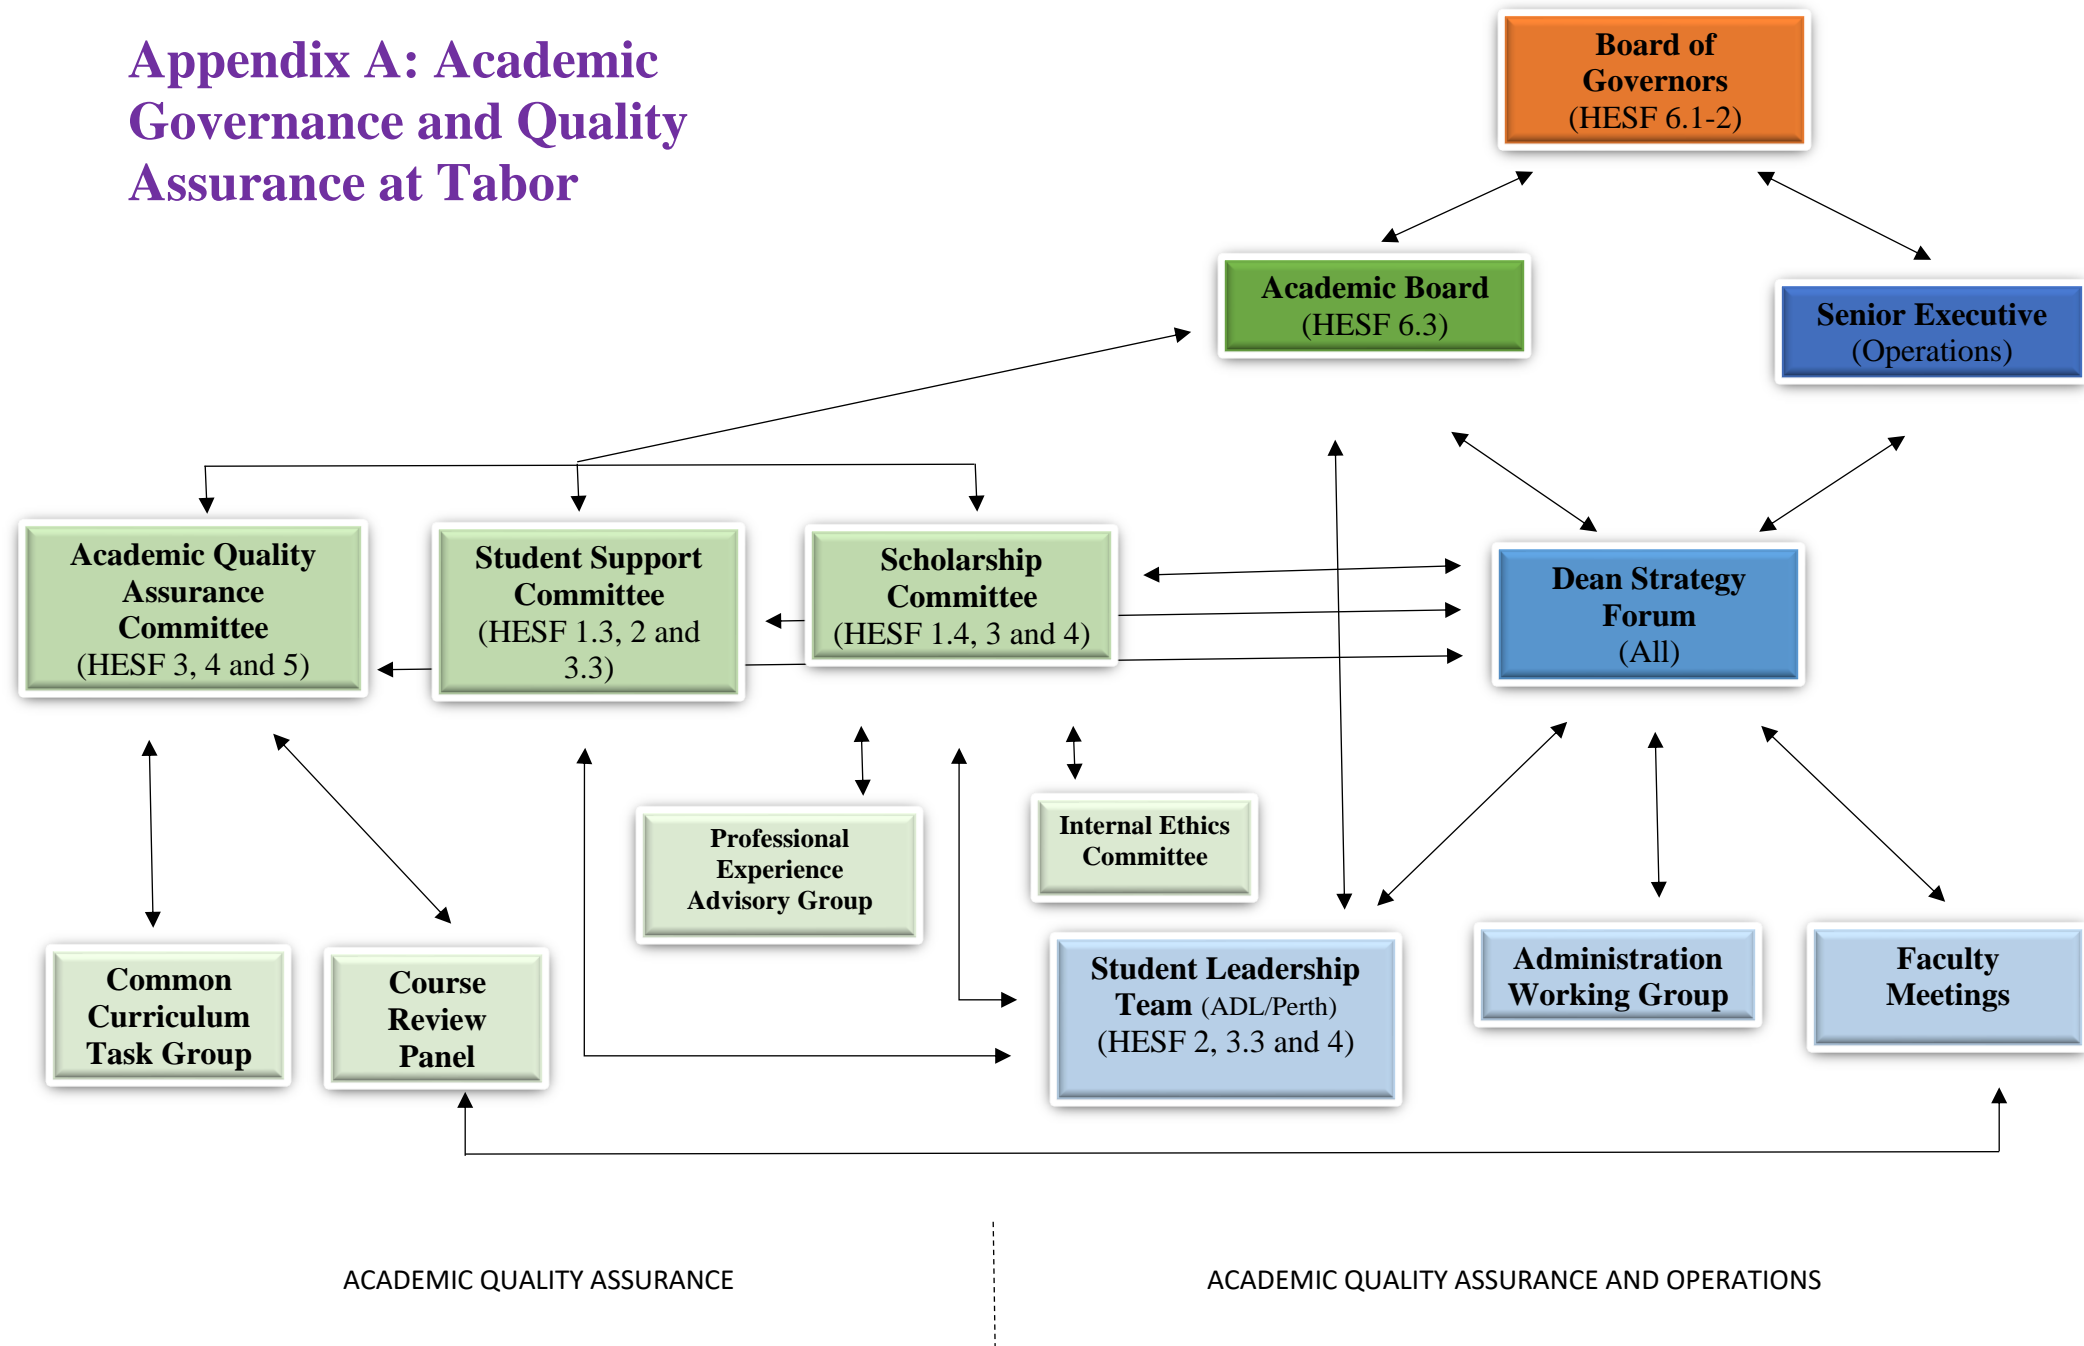 Appendix A: Academic
Governance and Quality
Assurance at Tabor
Board of
Governors
(HESF 6.1-2)
Academic Board
(HESF 6.3)
Senior Executive
(Operations)
Academic Quality
Assurance
Committee
(HESF 3, 4 and 5)
Student Support
Committee
(HESF 1.3, 2 and
3.3)
Scholarship
Committee
(HESF 1.4, 3 and 4)
Dean Strategy
Forum
(All)
Professional
Experience
Advisory Group
Internal Ethics
Committee
Common
Curriculum
Task Group
Course
Review
Panel
Student Leadership
Team (ADL/Perth)
(HESF 2, 3.3 and 4)
Administration
Working Group
Faculty
Meetings
ACADEMIC QUALITY ASSURANCE
ACADEMIC QUALITY ASSURANCE AND OPERATIONS